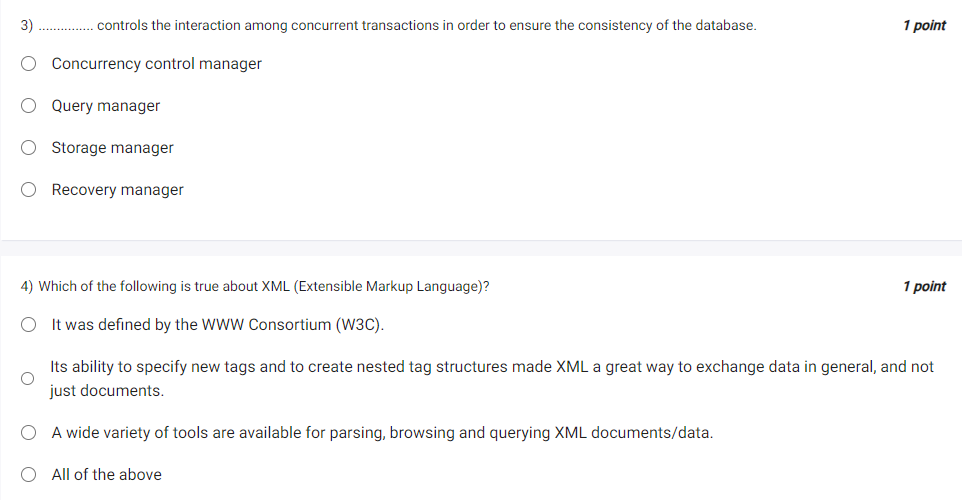 3) ............... controls the interaction among concurrent transactions in order to ensure the consistency of the database. 1 point
Concurrency control manager
Query manager
Storage manager
Recovery manager
4) Which of the following is true about XML (Extensible Markup Language)? 1 point
It was defined by the WWW Consortium (W3C).
Its ability to specify new tags and to create nested tag structures made XML a great way to exchange data in general, and not
just documents.
A wide variety of tools are available for parsing, browsing and querying XML documents/data.
All of the above